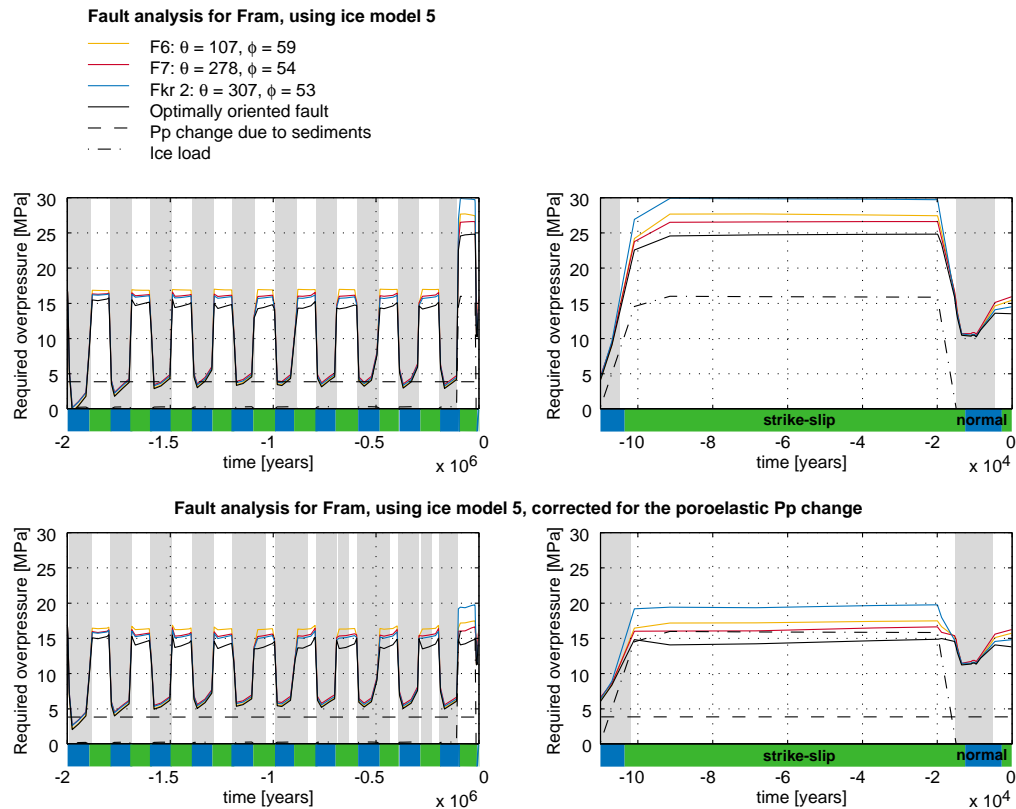 Fault analysis for Fram, using ice model 5
F6: θ = 107, ϕ = 59
F7: θ = 278, ϕ = 54
Fkr 2: θ = 307, ϕ = 53
Optimally oriented fault
Pp change due to sediments
Ice load
Required overpressure [MPa]
30
25
20
15
10
5
0
-2
-1.5
-1
-0.5
0
time [years]
x 10^6
Required overpressure [MPa]
30
25
20
15
10
5
0
strike-slip
normal
-10
-8
-6
-4
-2
0
time [years]
x 10^4
Fault analysis for Fram, using ice model 5, corrected for the poroelastic Pp change
Required overpressure [MPa]
30
25
20
15
10
5
0
-2
-1.5
-1
-0.5
0
time [years]
x 10^6
Required overpressure [MPa]
30
25
20
15
10
5
0
strike-slip
normal
-10
-8
-6
-4
-2
0
time [years]
x 10^4